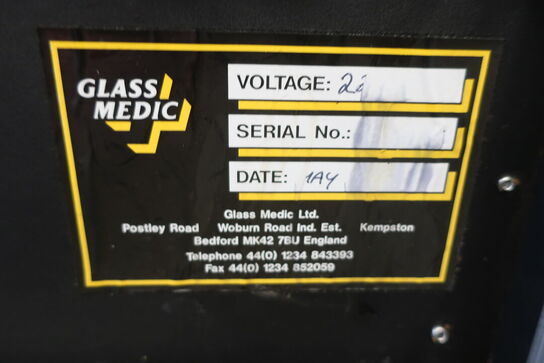 GLASS
MEDIC
VOLTAGE: 22
SERIAL No.:
DATE:
Glass Medic Ltd.
Postley Road Woburn Road Ind. Est. Kempston
Bedford MK42 7BU England
Telephone 44(0) 1234 843393
Fax 44(0) 1234 852059